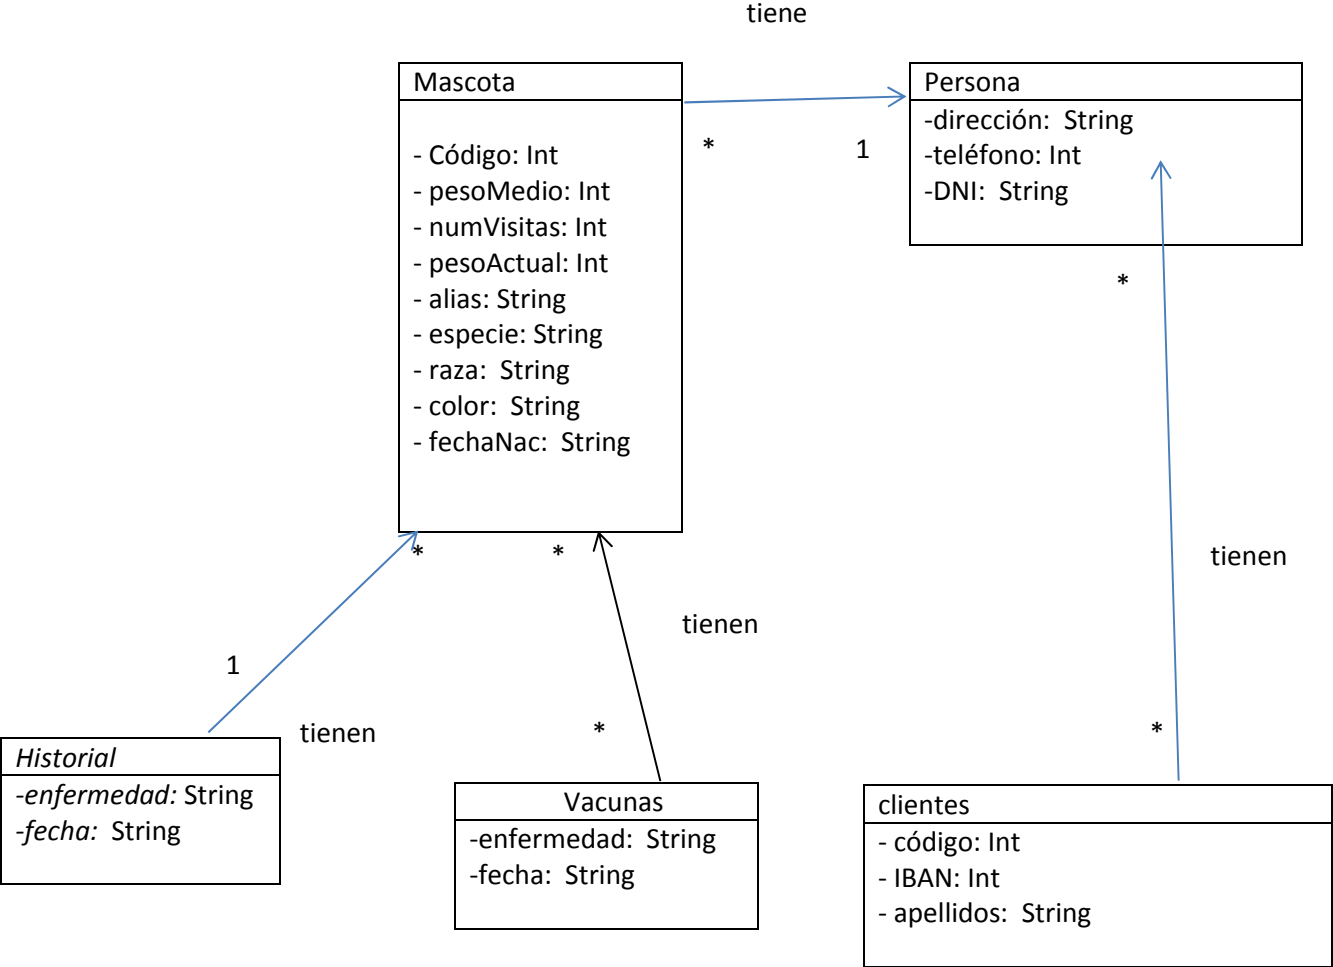 tiene
Mascota
- Código: Int
- pesoMedio: Int
- numVisitas: Int
- pesoActual: Int
- alias: String
- especie: String
- raza:  String
- color:  String
- fechaNac:  String
*
1
Persona
-dirección:  String
-teléfono: Int
-DNI:  String
*
*
*
tienen
tienen
1
tienen
*
*
Historial
-enfermedad: String
-fecha:  String
Vacunas
-enfermedad:  String
-fecha:  String
clientes
- código: Int
- IBAN: Int
- apellidos:  String